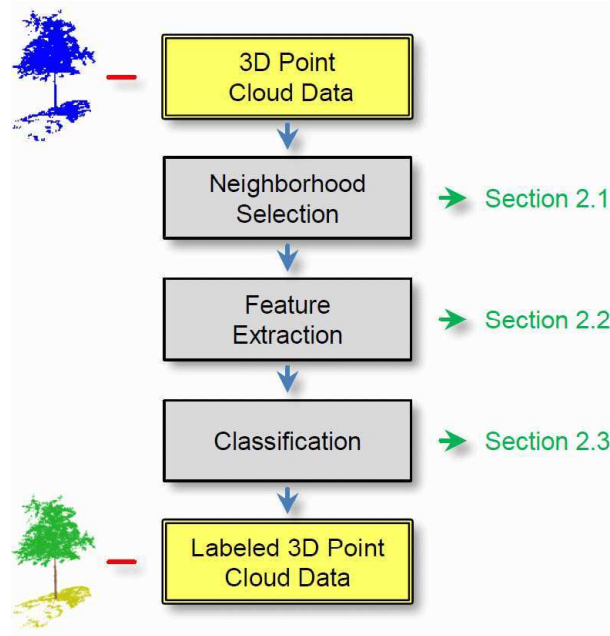 3D Point
Cloud Data
Neighborhood
Selection
Section 2.1
Feature
Extraction
Section 2.2
Classification
Section 2.3
Labeled 3D Point
Cloud Data